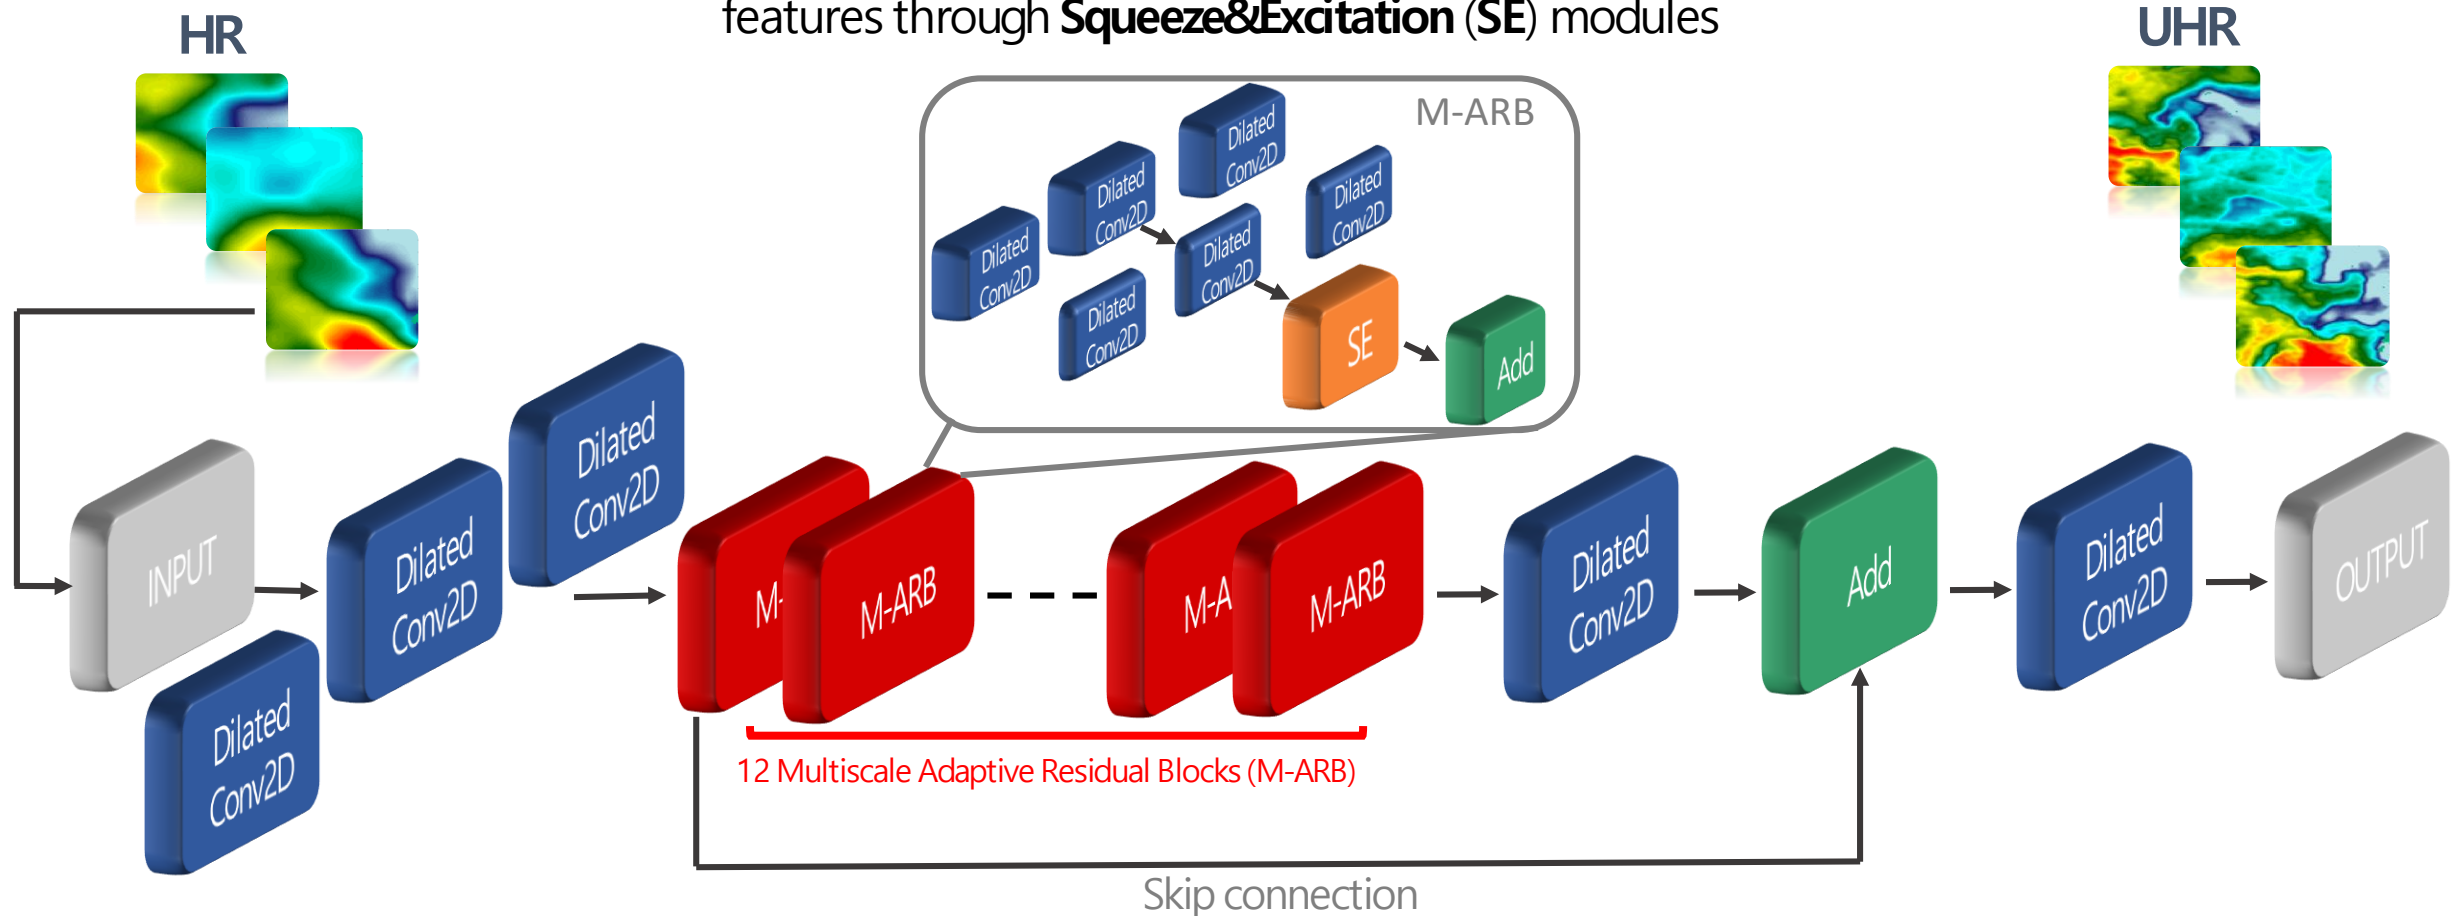 features through Squeeze&Excitation (SE) modules
HR
UHR
M-ARB
Dilated
Conv2D
Dilated
Conv2D
Dilated
Conv2D
Dilated
Conv2D
Dilated
Conv2D
Dilated
Conv2D
SE
Add
INPUT
Dilated
Conv2D
Dilated
Conv2D
Dilated
Conv2D
M-
M-ARB
M-A
M-ARB
Dilated
Conv2D
Add
Dilated
Conv2D
OUTPUT
12 Multiscale Adaptive Residual Blocks (M-ARB)
Skip connection